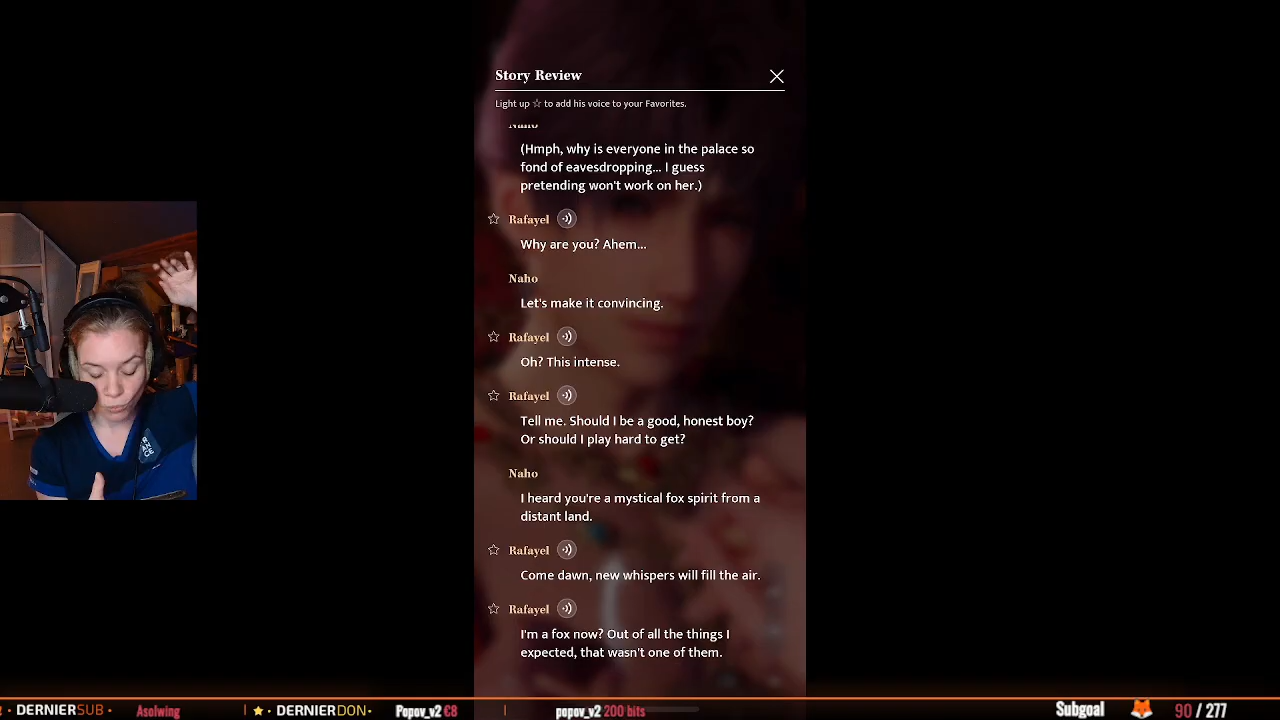 Story Review
Light up ☆ to add his voice to your Favorites.
Naho
(Hmph, why is everyone in the palace so
fond of eavesdropping... I guess
pretending won't work on her.)
Rafayel
Why are you? Ahem...
Naho
Let's make it convincing.
Rafayel
Oh? This intense.
Rafayel
Tell me. Should I be a good, honest boy?
Or should I play hard to get?
Naho
I heard you're a mystical fox spirit from a
distant land.
Rafayel
Come dawn, new whispers will fill the air.
Rafayel
I'm a fox now? Out of all the things I
expected, that wasn't one of them.
• DERNIERSUB • Asolwing | ★ • DERNIERDON • Popov_v2 €8 | popov_v2 200 bits Subgoal 90 / 277